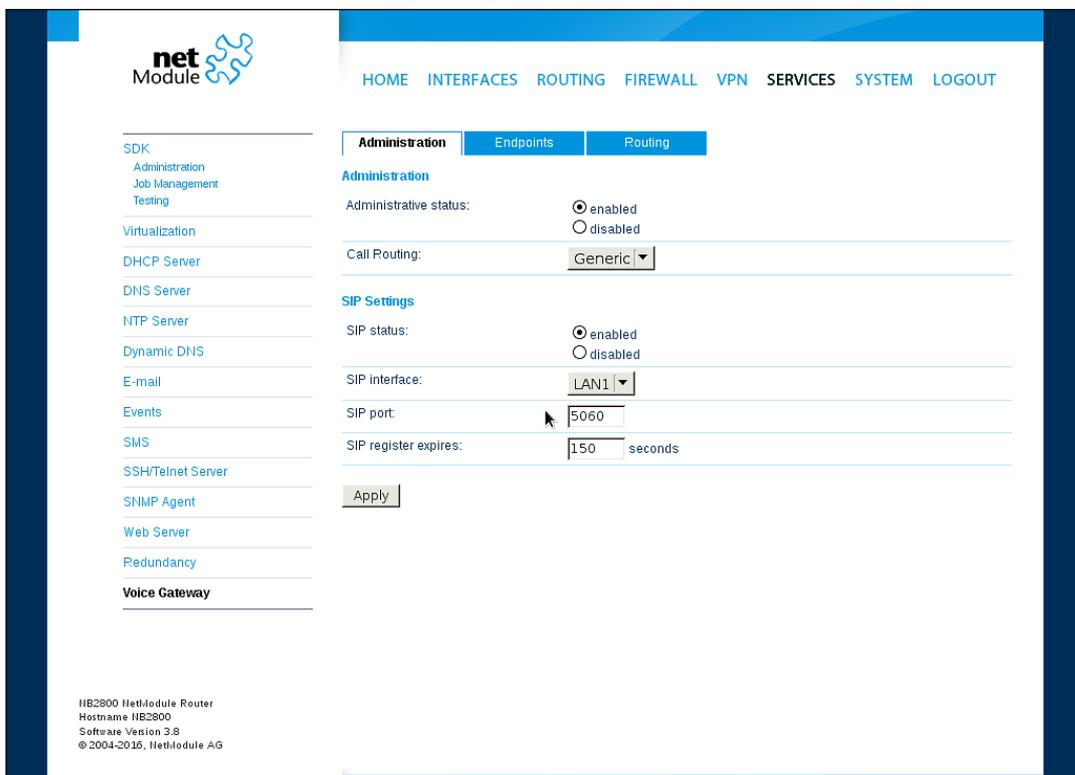 net
Module
HOME INTERFACES ROUTING FIREWALL VPN SERVICES SYSTEM LOGOUT
SDK
Administration
Job Management
Testing
Virtualization
DHCP Server
DNS Server
NTP Server
Dynamic DNS
E-mail
Events
SMS
SSH/Telnet Server
SNMP Agent
Web Server
Redundancy
Voice Gateway
Administration Endpoints Routing
Administration
Administrative status:
enabled
disabled
Call Routing:
Generic
SIP Settings
SIP status:
enabled
disabled
SIP interface:
LAN1
SIP port:
5060
SIP register expires:
150 seconds
Apply
NB2800 NetModule Router
Hostname NB2800
Software Version 3.8
© 2004-2016, NetModule AG